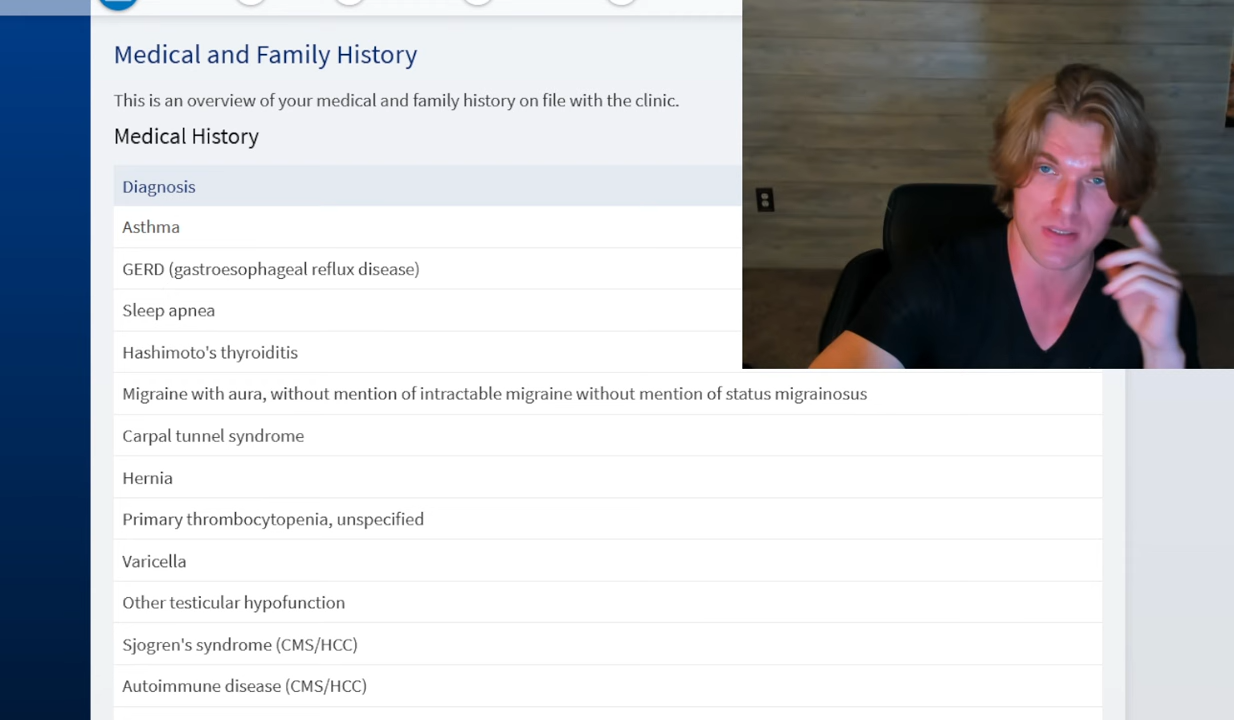 Medical and Family History
This is an overview of your medical and family history on file with the clinic.
Medical History
Diagnosis
Asthma
GERD (gastroesophageal reflux disease)
Sleep apnea
Hashimoto's thyroiditis
Migraine with aura, without mention of intractable migraine without mention of status migrainosus
Carpal tunnel syndrome
Hernia
Primary thrombocytopenia, unspecified
Varicella
Other testicular hypofunction
Sjogren's syndrome (CMS/HCC)
Autoimmune disease (CMS/HCC)